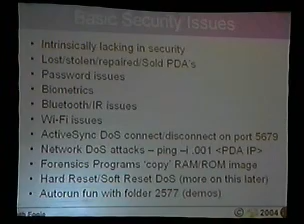 Basic Security Issues
• Intrinsically lacking in security
• Lost/stolen/repaired/Sold PDA's
• Password issues
• Biometrics
• Bluetooth/IR issues
• Wi-Fi issues
• ActiveSync DoS connect/disconnect on port 5679
• Network DoS attacks – ping –i .001 <PDA IP>
• Forensics Programs 'copy' RAM/ROM image
• Hard Reset/Soft Reset DoS (more on this later)
• Autorun fun with folder 2577 (demos)
© 2004